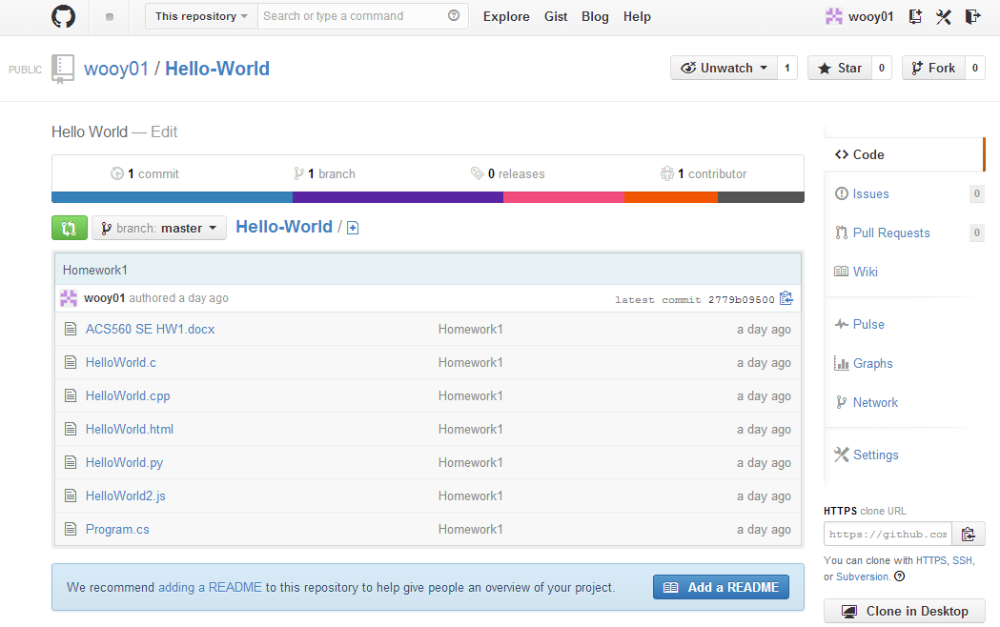 This repository Search or type a command Explore Gist Blog Help wooy01
PUBLIC wooy01 / Hello-World Unwatch 1 Star 0 Fork 0
Hello World — Edit
1 commit 1 branch 0 releases 1 contributor
branch: master Hello-World /
Homework1
wooy01 authored a day ago latest commit 2779b09500
ACS560 SE HW1.docx Homework1 a day ago
HelloWorld.c Homework1 a day ago
HelloWorld.cpp Homework1 a day ago
HelloWorld.html Homework1 a day ago
HelloWorld.py Homework1 a day ago
HelloWorld2.js Homework1 a day ago
Program.cs Homework1 a day ago
We recommend adding a README to this repository to help give people an overview of your project. Add a README
Code
Issues 0
Pull Requests 0
Wiki
Pulse
Graphs
Network
Settings
HTTPS clone URL
https://github.com
You can clone with HTTPS, SSH,
or Subversion.
Clone in Desktop